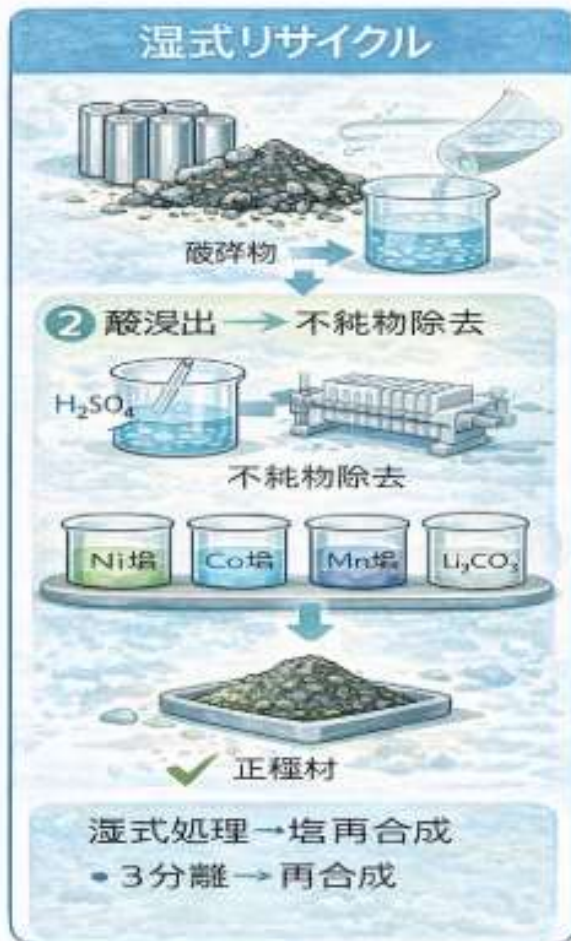 湿式リサイクル
破砕物
2 酸浸出 → 不純物除去
H₂SO₄
不純物除去
Ni塩 Co塩 Mn塩 Li₂CO₃
正極材
湿式処理→塩再合成
• 3分離→再合成